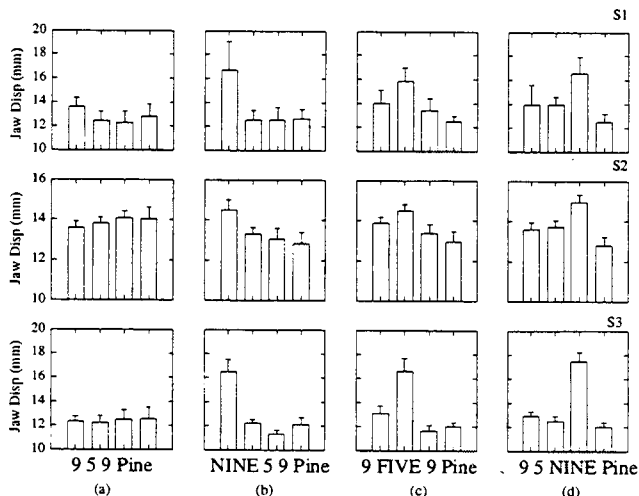 S1
Jaw Disp (mm)
20
18
16
14
12
10
S2
Jaw Disp (mm)
16
14
12
10
S3
Jaw Disp (mm)
20
18
16
14
12
10
9 5 9 Pine
NINE 5 9 Pine
9 FIVE 9 Pine
9 5 NINE Pine
(a)
(b)
(c)
(d)